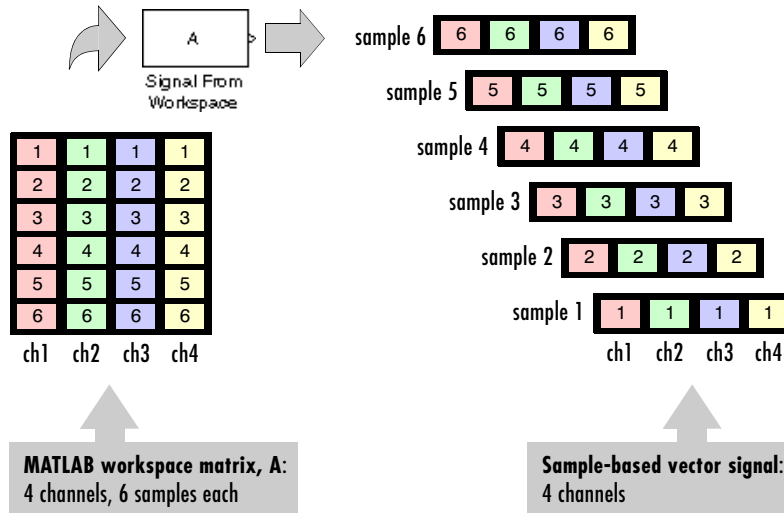 A
Signal From
Workspace
sample 6 6 6 6 6
sample 5 5 5 5 5
sample 4 4 4 4 4
sample 3 3 3 3 3
sample 2 2 2 2 2
sample 1 1 1 1 1
ch1 ch2 ch3 ch4
1 1 1 1
2 2 2 2
3 3 3 3
4 4 4 4
5 5 5 5
6 6 6 6
ch1 ch2 ch3 ch4
MATLAB workspace matrix, A:
4 channels, 6 samples each
Sample-based vector signal:
4 channels